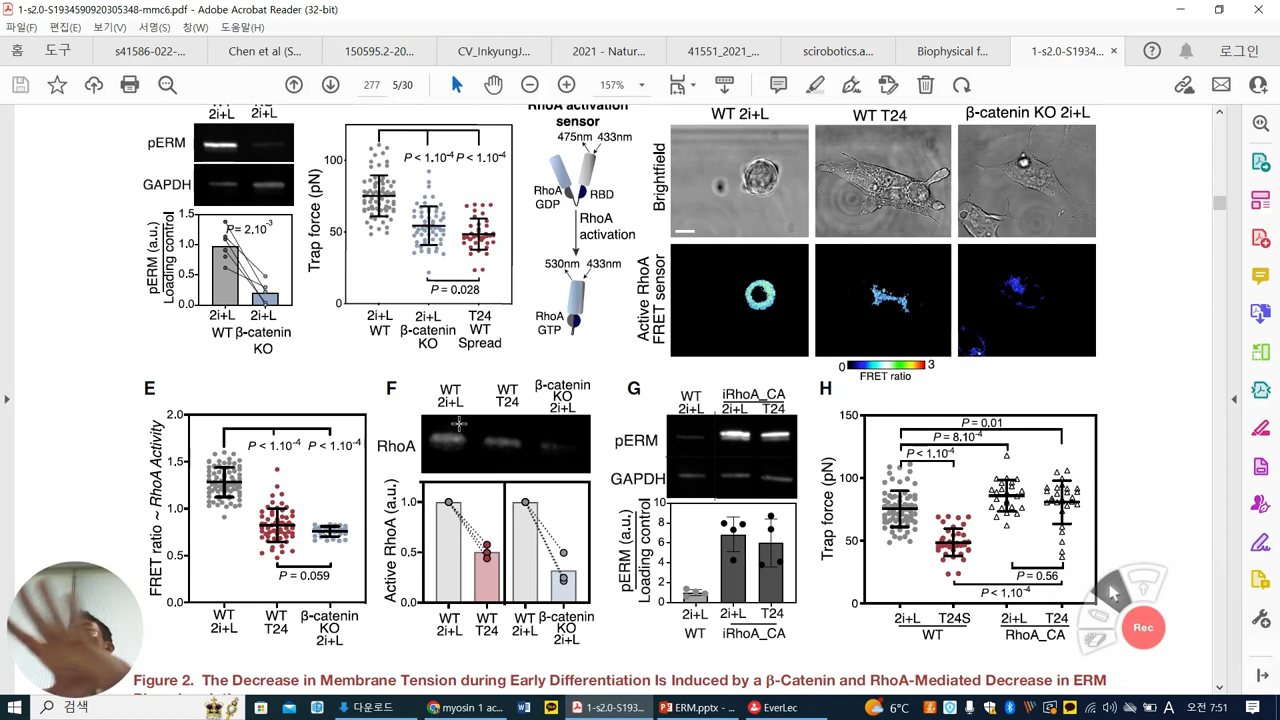 1-s2.0-S1934590920305348-mmc6.pdf - Adobe Acrobat Reader (32-bit)
파일(F) 편집(E) 보기(V) 서명(S) 창(W) 도움말(H)
홈 도구 s41586-022-... Chen et al (S... 150595.2-20... CV_InkyungJ... 2021 - Natur... 41551_2021_... scirobotics.a... Biophysical f... 1-s2.0-S1934... × 로그인
277 5/30 157%
WT
2i+L 2i+L
pERM
GAPDH
pERM (a.u.)
Loading control
1.5
1.0
0.5
0.0
P=2.10-3
2i+L 2i+L
WT β-catenin
KO
Trap force (pN)
100
50
0
P < 1.10-4 P < 1.10-4
P = 0.028
2i+L 2i+L T24
WT β-catenin WT
KO Spread
RhoA activation
sensor
475nm 433nm
RhoA RBD
GDP
RhoA
activation
530nm 433nm
RhoA
GTP
WT 2i+L WT T24 β-catenin KO 2i+L
Brightfield
Active RhoA
FRET sensor
0 3
FRET ratio
E
FRET ratio ~ RhoA Activity
2.0
1.5
1.0
0.5
0.0
P < 1.10-4 P < 1.10-4
P = 0.059
WT WT β-catenin
2i+L T24 KO
2i+L
F
WT WT β-catenin
2i+L T24 KO
2i+L
RhoA
Active RhoA (a.u.)
1.0
0.5
0.0
WT WT WT β-catenin
2i+L T24 2i+L KO
2i+L
G
WT iRhoA_CA
2i+L 2i+L T24
pERM
GAPDH
pERM (a.u.)
Loading control
10
8
6
4
2
0
2i+L 2i+L T24
WT iRhoA_CA
H
Trap force (pN)
150
100
50
0
P = 0.01
P = 8.10-4
P < 1.10-4
P = 0.56
P < 1.10-4
2i+L T24S 2i+L T24
WT RhoA_CA
Rec
Figure 2. The Decrease in Membrane Tension during Early Differentiation Is Induced by a β-Catenin and RhoA-Mediated Decrease in ERM
검색 다운로드 myosin 1 ac... 1-s2.0-S193... ERM.pptx - ... EverLec 6°C A 오전 7:51